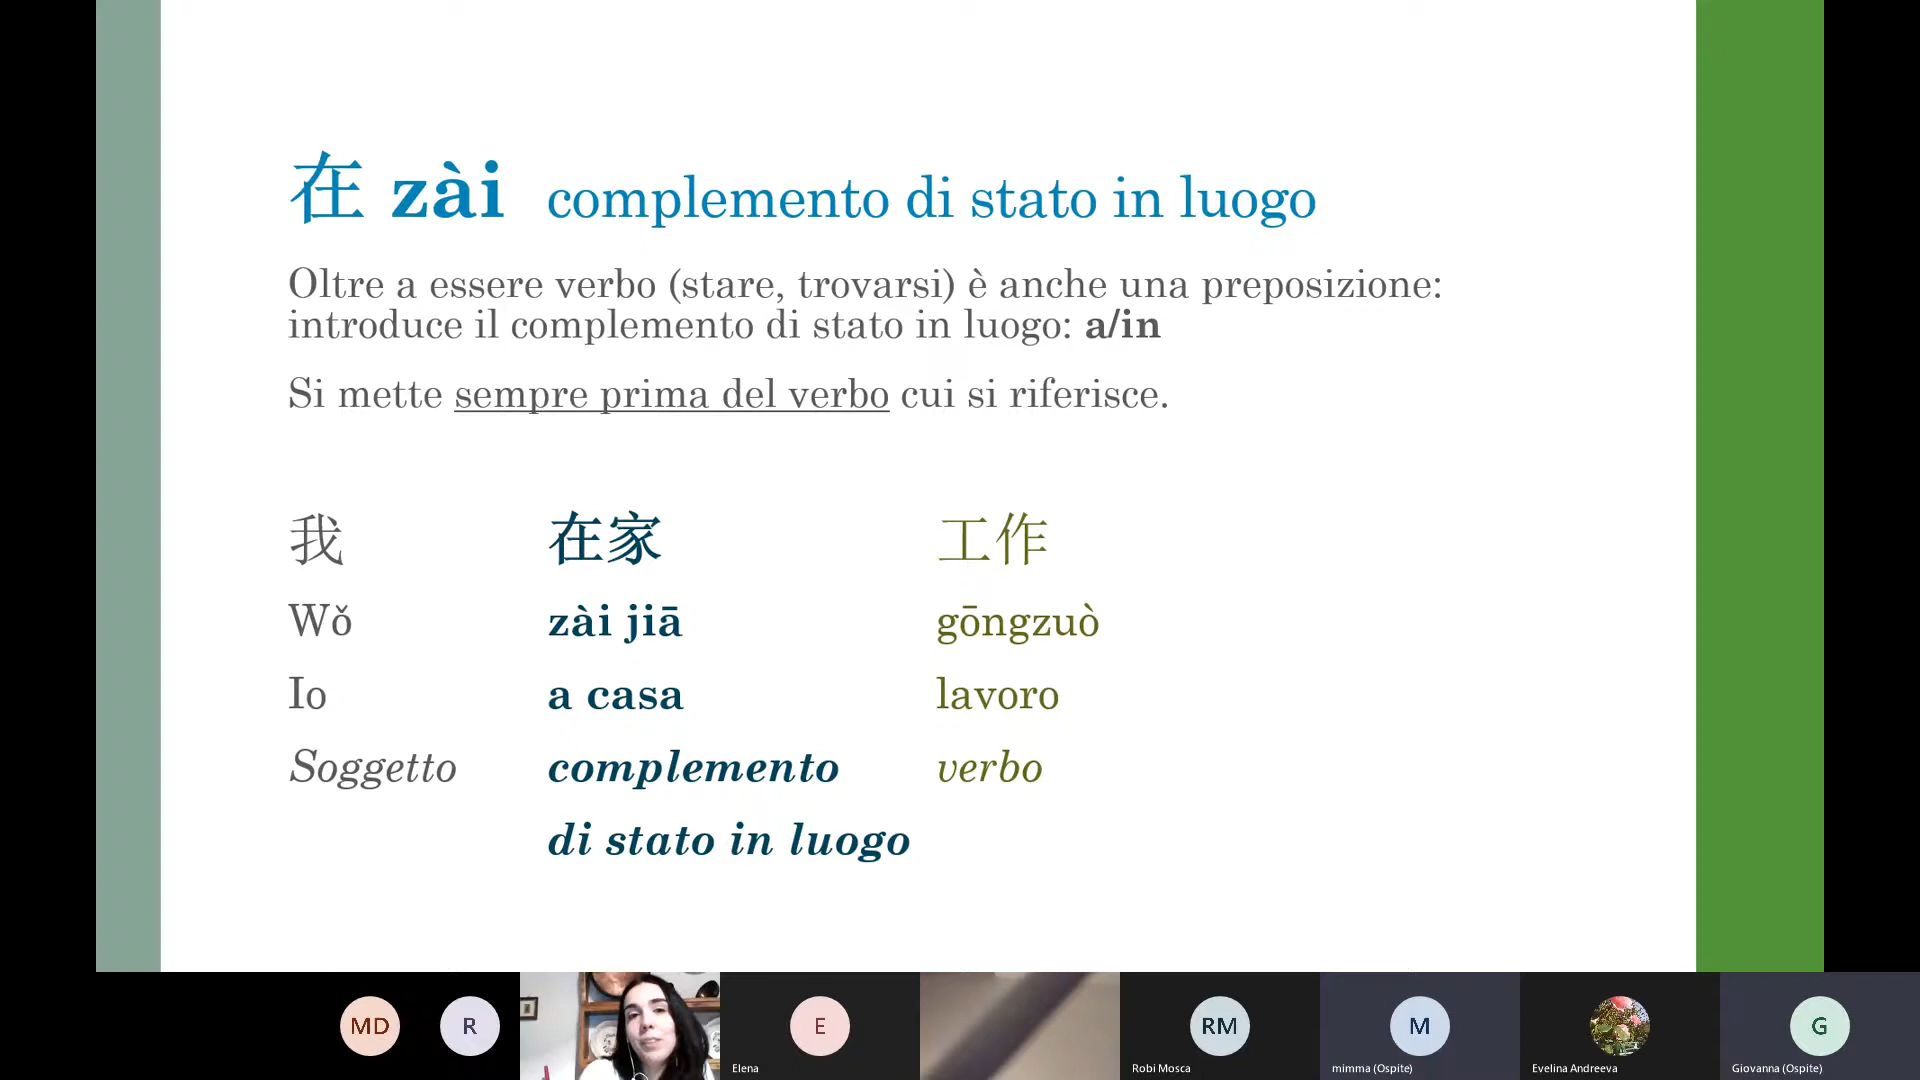 在 zài complemento di stato in luogo
Oltre a essere verbo (stare, trovarsi) è anche una preposizione:
introduce il complemento di stato in luogo: a/in
Si mette sempre prima del verbo cui si riferisce.
我 在家 工作
Wǒ zài jiā gōngzuò
Io a casa lavoro
Soggetto complemento verbo
di stato in luogo
MD R E RM M G
Elena Robi Mosca mimma (Ospite) Evelina Andreeva Giovanna (Ospite)